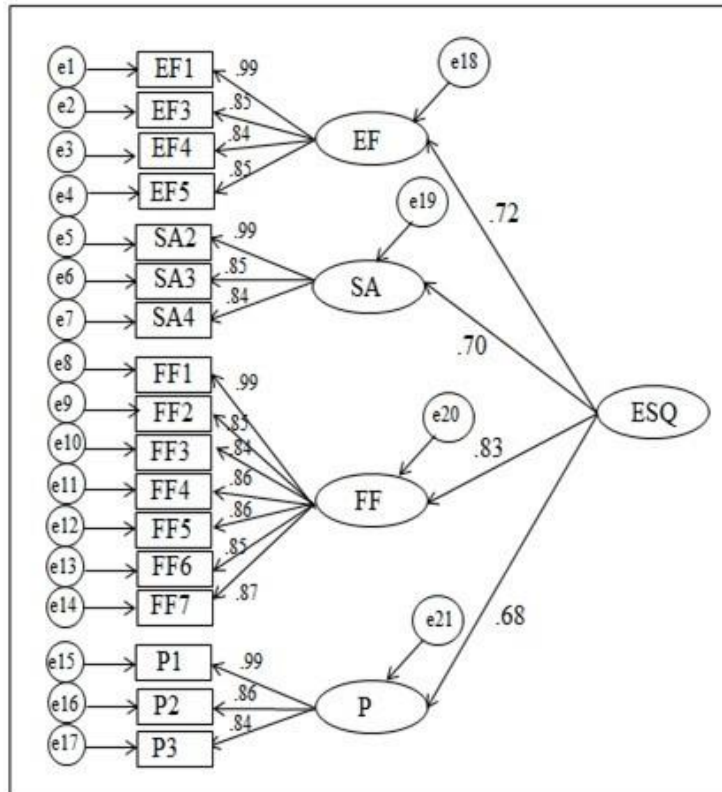 e1 EF1 .99 e18
e2 EF3 .85 EF
e3 EF4 .84
e4 EF5 .85
e19 .72
e5 SA2 .99
e6 SA3 .85 SA
e7 SA4 .84
.70
e8 FF1 .99
e9 FF2 .85 e20 ESQ
e10 FF3 .84 .83
e11 FF4 .86 FF
e12 FF5 .86
e13 FF6 .85
e14 FF7 .87
e21 .68
e15 P1 .99
e16 P2 .86 P
e17 P3 .84